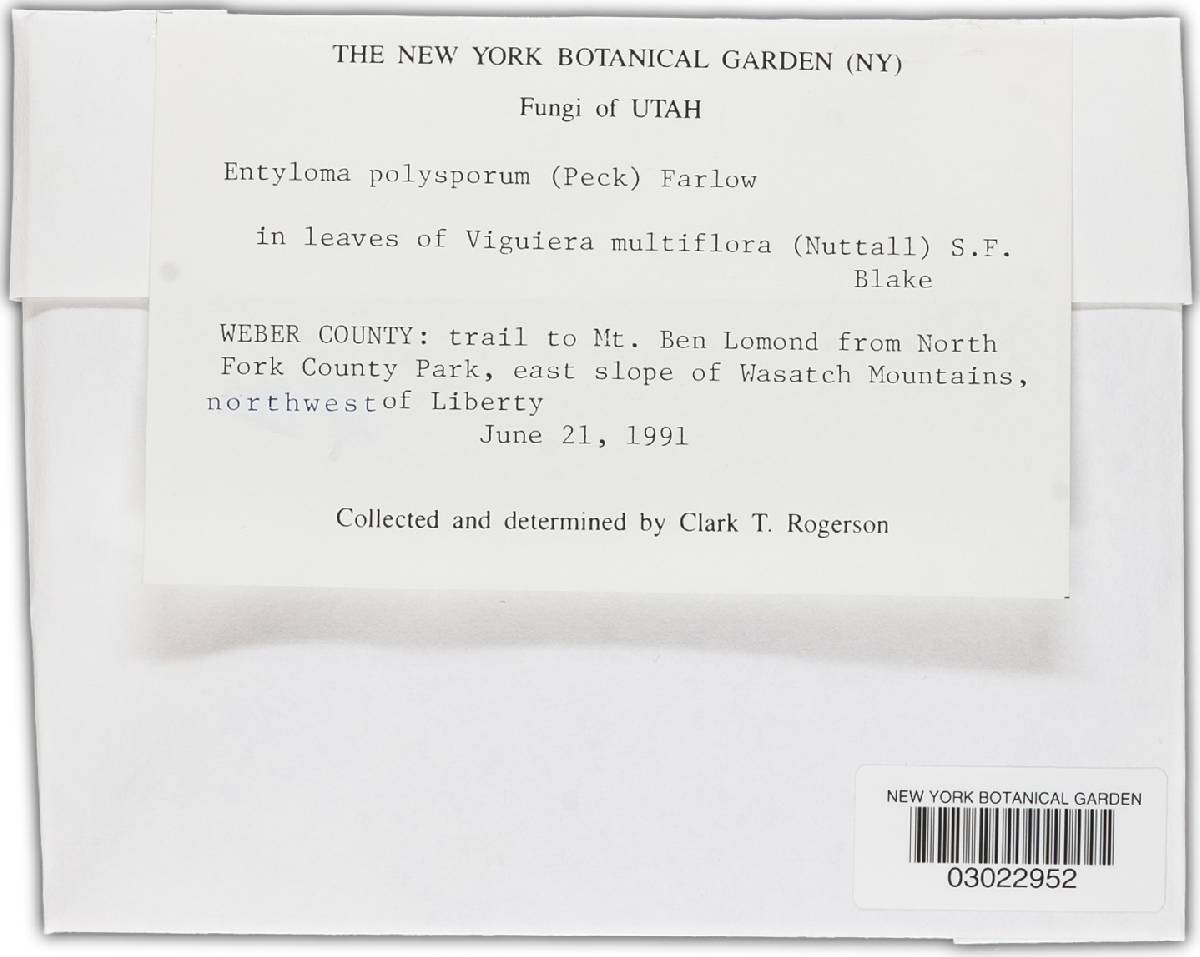 THE NEW YORK BOTANICAL GARDEN (NY)
Fungi of UTAH
Entyloma polysporum (Peck) Farlow
in leaves of Viguiera multiflora (Nuttall) S.F.
Blake
WEBER COUNTY: trail to Mt. Ben Lomond from North
Fork County Park, east slope of Wasatch Mountains,
northwest of Liberty
June 21, 1991
Collected and determined by Clark T. Rogerson
NEW YORK BOTANICAL GARDEN
03022952